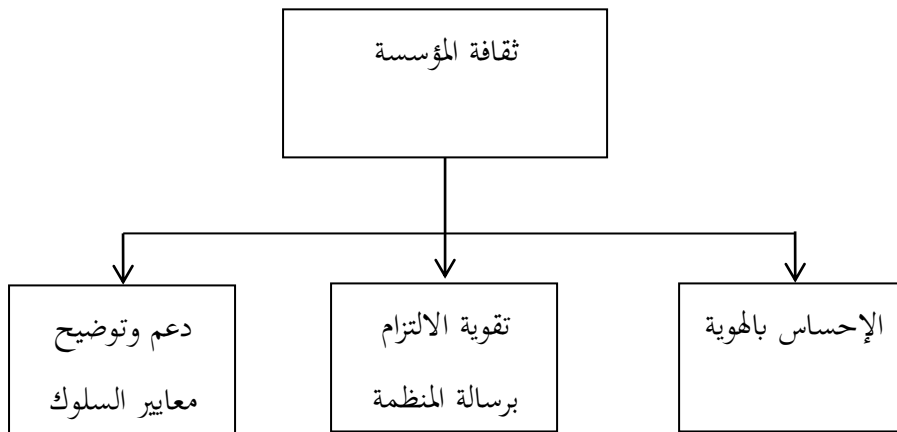 ثقافة المؤسسة
الإحساس بالهوية
تقوية الالتزام
برسالة المنظمة
دعم وتوضيح
معايير السلوك